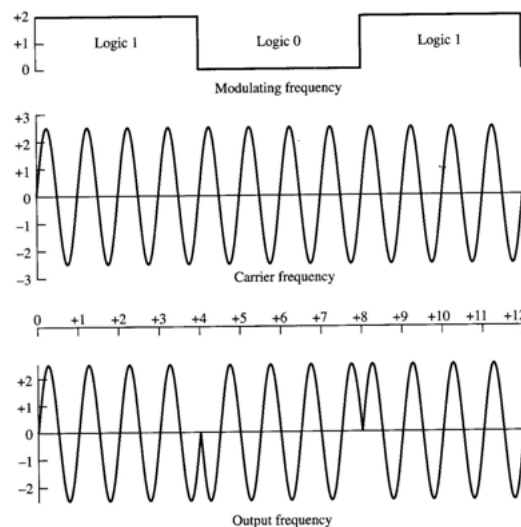 +2
Logic 1 Logic 0 Logic 1
0
Modulating frequency
+3
+2
+1
0
−1
−2
−3
Carrier frequency
0 +1 +2 +3 +4 +5 +6 +7 +8 +9 +10 +11 +12
+2
+1
0
−1
−2
Output frequency